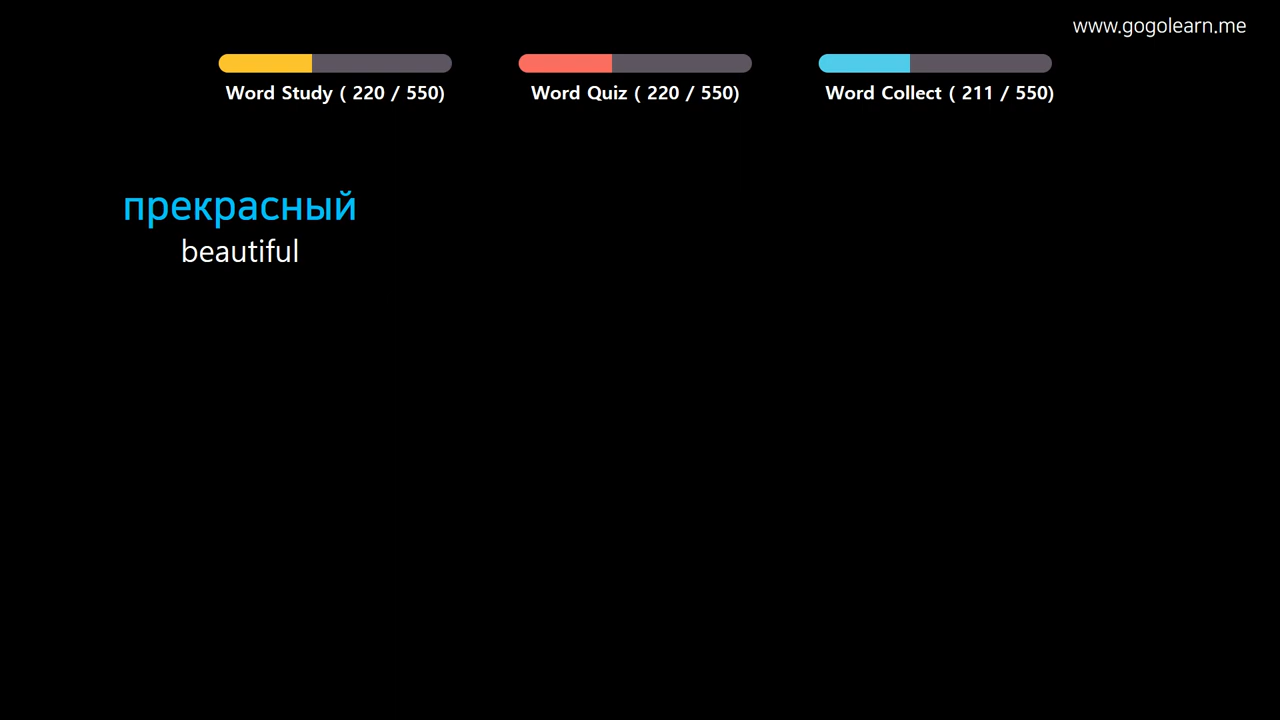 www.gogolearn.me
Word Study ( 220 / 550)
Word Quiz ( 220 / 550)
Word Collect ( 211 / 550)
прекрасный
beautiful